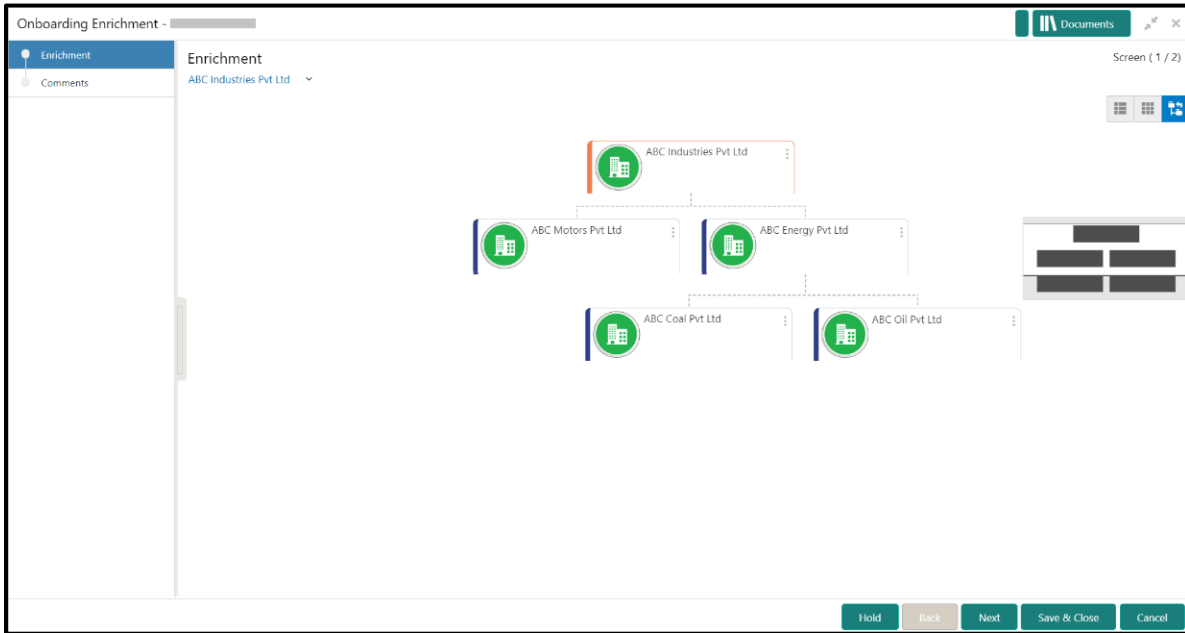 Onboarding Enrichment -
Documents
Enrichment
Comments
Enrichment
Screen ( 1 / 2)
ABC Industries Pvt Ltd
ABC Industries Pvt Ltd
ABC Motors Pvt Ltd
ABC Energy Pvt Ltd
ABC Coal Pvt Ltd
ABC Oil Pvt Ltd
Hold
Back
Next
Save & Close
Cancel